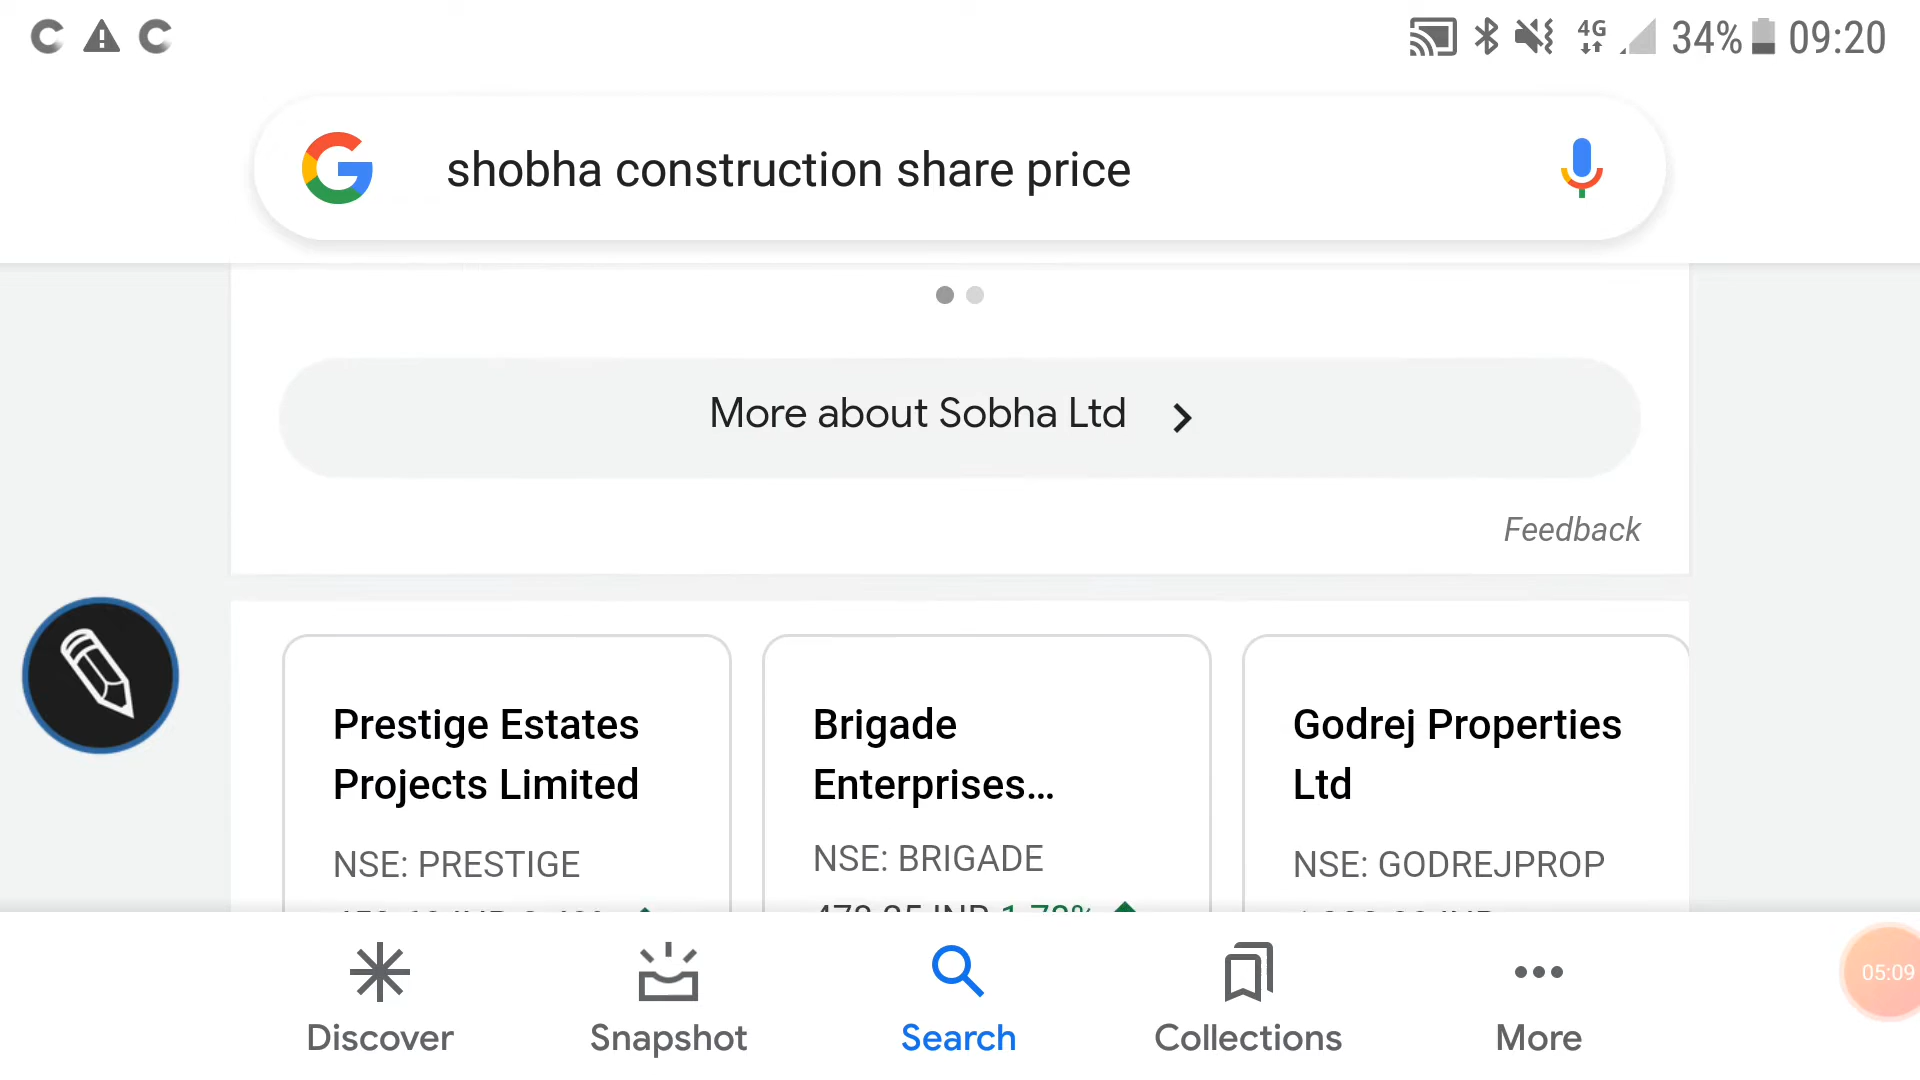 34% 09:20
4G
shobha construction share price
More about Sobha Ltd
Feedback
Prestige Estates
Projects Limited
NSE: PRESTIGE
Brigade
Enterprises...
NSE: BRIGADE
Godrej Properties
Ltd
NSE: GODREJPROP
Discover
Snapshot
Search
Collections
More
05:09